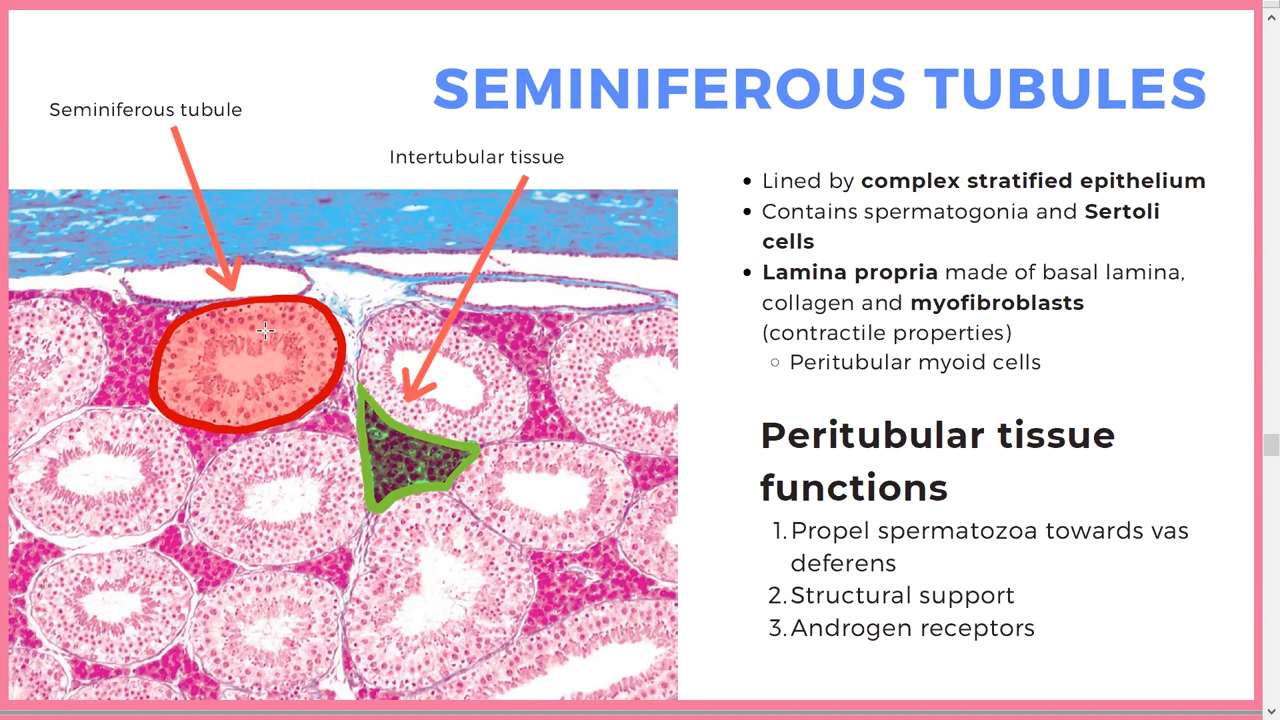 SEMINIFEROUS TUBULES
Seminiferous tubule
Intertubular tissue
• Lined by complex stratified epithelium
• Contains spermatogonia and Sertoli
cells
• Lamina propria made of basal lamina,
collagen and myofibroblasts
(contractile properties)
○ Peritubular myoid cells
Peritubular tissue
functions
1. Propel spermatozoa towards vas
deferens
2. Structural support
3. Androgen receptors